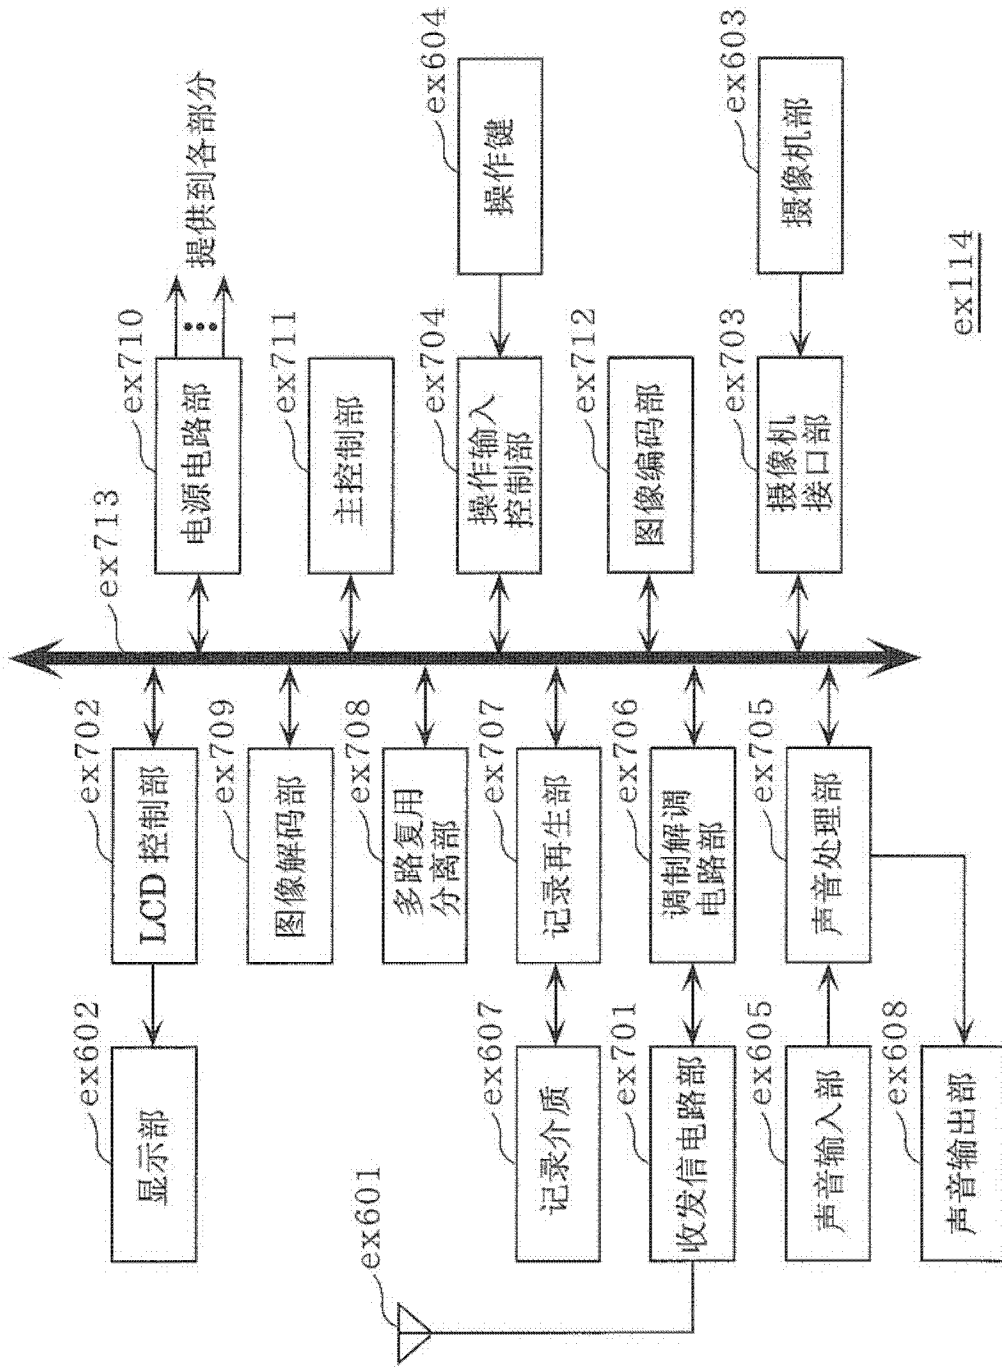 ex601
ex602
显示部
ex702
LCD 控制部
ex709
图像解码部
ex708
多路复用
分离部
ex607
记录介质
ex707
记录再生部
ex701
收发信电路部
ex706
调制解调
电路部
ex605
声音输入部
ex705
声音处理部
ex608
声音输出部
ex713
ex710
电源电路部
提供到各部分
ex711
主控制部
ex704
操作输入
控制部
ex604
操作键
ex712
图像编码部
ex703
摄像机
接口部
ex603
摄像机部
ex114